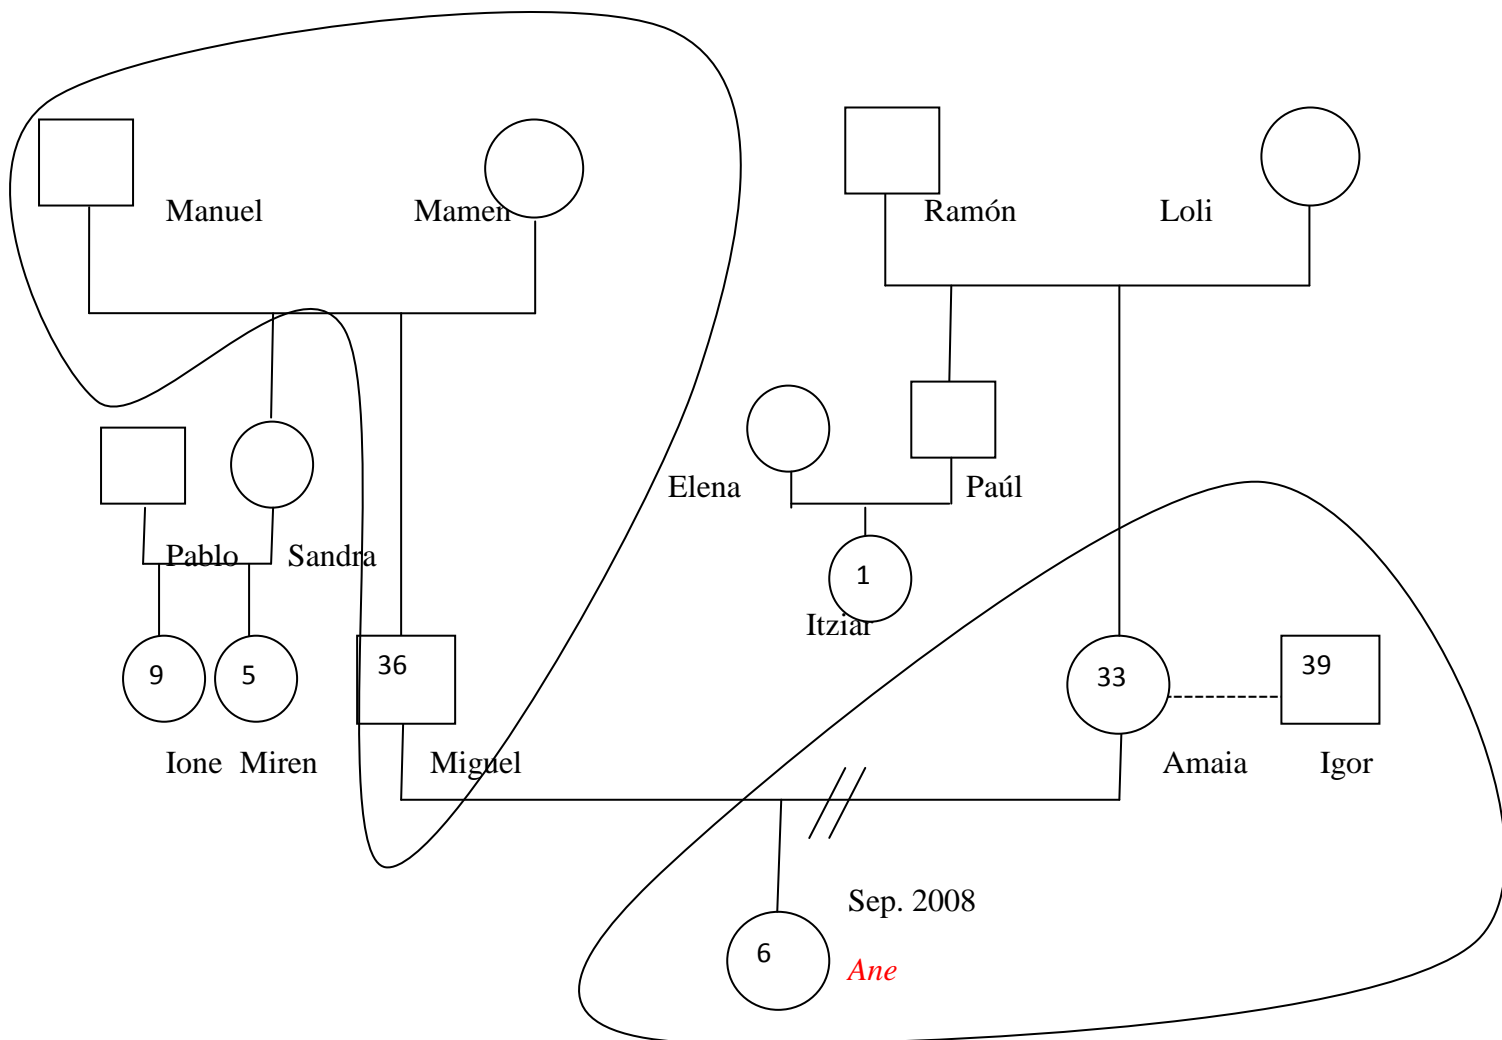 Manuel Mamen Ramón Loli
Elena Paúl
Pablo Sandra
1
Itziar
9 5 36 33 39
Ione Miren Miguel Amaia Igor
Sep. 2008
6 Ane